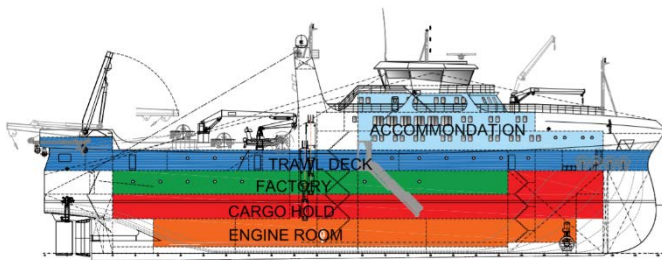 ACCOMMONDATION
TRAWL DECK
FACTORY
CARGO HOLD
ENGINE ROOM